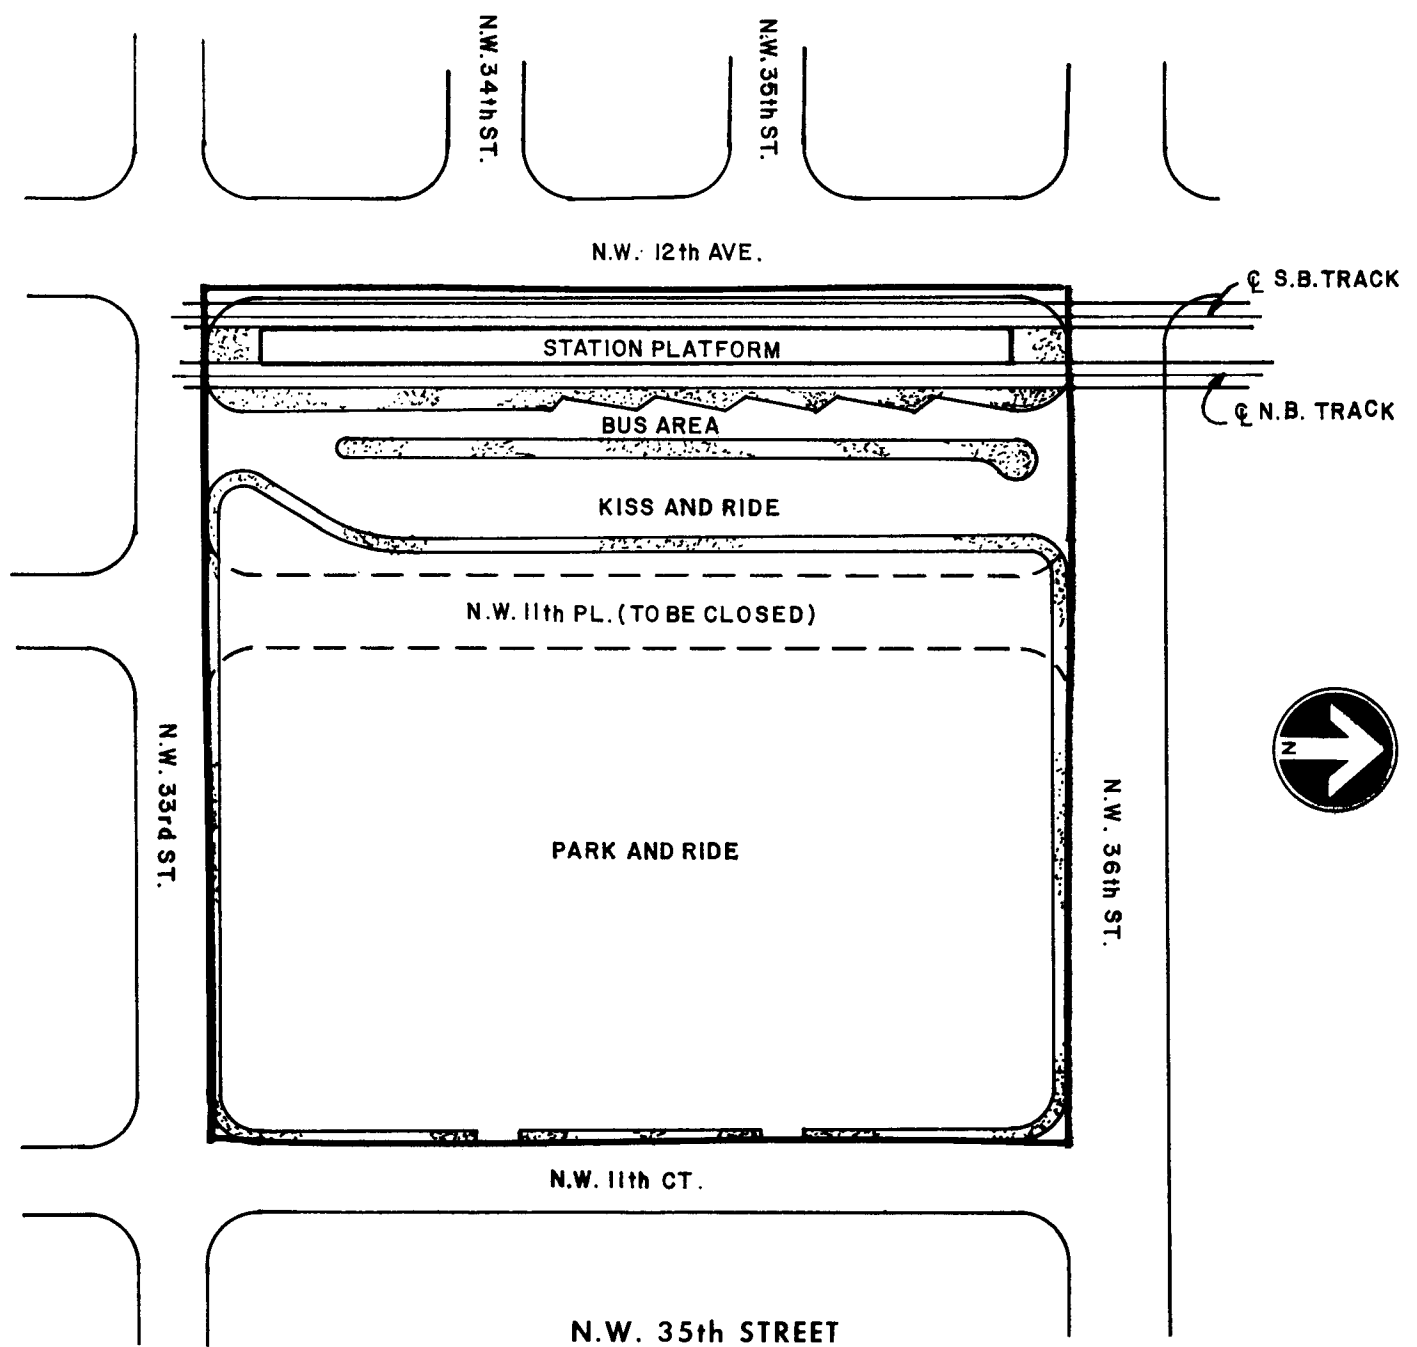 N.W. 34th ST.
N.W. 35th ST.
N.W. 12th AVE.
℄ S.B. TRACK
STATION PLATFORM
℄ N.B. TRACK
BUS AREA
KISS AND RIDE
N.W. 11th PL. (TO BE CLOSED)
N.W. 33rd ST.
N
N.W. 36th ST.
PARK AND RIDE
N.W. 11th CT.
N.W. 35th STREET